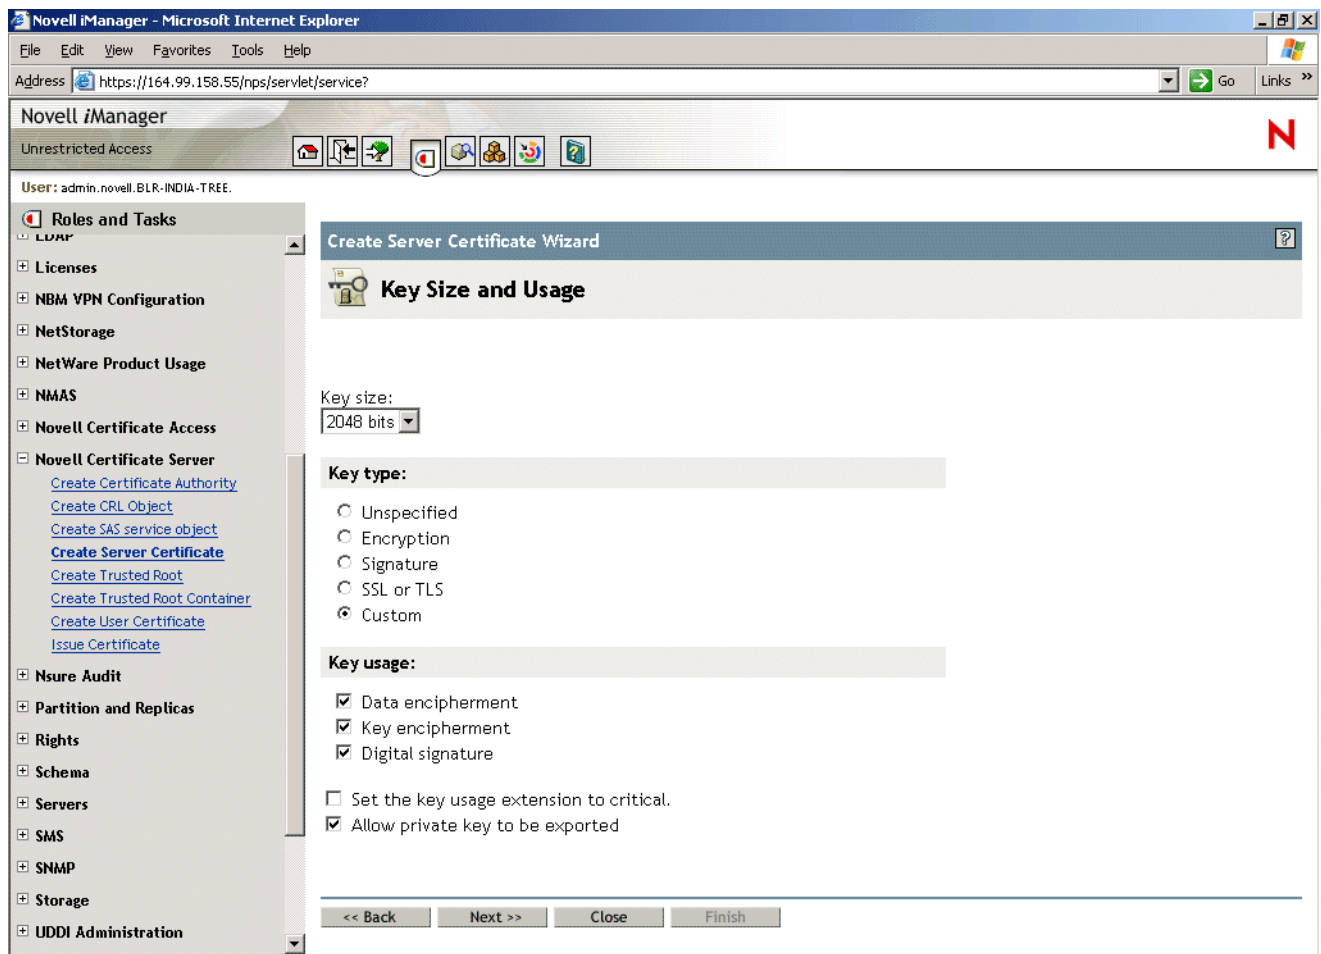 Novell iManager - Microsoft Internet Explorer
File Edit View Favorites Tools Help
Address https://164.99.158.55/nps/servlet/service? Go Links »
Novell iManager
Unrestricted Access
N
User: admin.novell.BLR-INDIA-TREE.
Roles and Tasks
LDAP
Licenses
NBM VPN Configuration
NetStorage
NetWare Product Usage
NMAS
Novell Certificate Access
Novell Certificate Server
Create Certificate Authority
Create CRL Object
Create SAS service object
Create Server Certificate
Create Trusted Root
Create Trusted Root Container
Create User Certificate
Issue Certificate
Nsure Audit
Partition and Replicas
Rights
Schema
Servers
SMS
SNMP
Storage
UDDI Administration
Create Server Certificate Wizard ?
Key Size and Usage
Key size:
2048 bits
Key type:
Unspecified
Encryption
Signature
SSL or TLS
Custom
Key usage:
Data encipherment
Key encipherment
Digital signature
Set the key usage extension to critical.
Allow private key to be exported
<< Back Next >> Close Finish